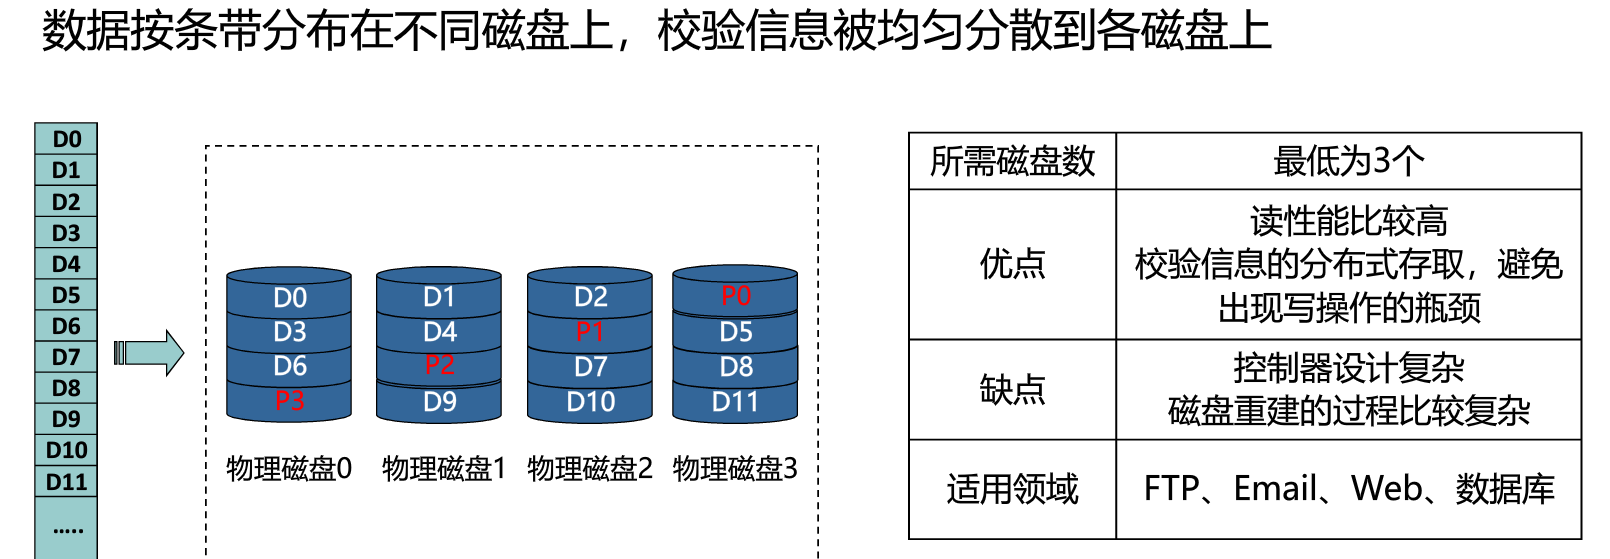 数据按条带分布在不同磁盘上，校验信息被均匀分散到各磁盘上
D0
D1
D2
D3
D4
D5
D6
D7
D8
D9
D10
D11
.....
D0
D3
D6
P3
物理磁盘0
D1
D4
P2
D9
物理磁盘1
D2
P1
D7
D10
物理磁盘2
P0
D5
D8
D11
物理磁盘3
所需磁盘数
最低为3个
优点
读性能比较高
校验信息的分布式存取，避免
出现写操作的瓶颈
缺点
控制器设计复杂
磁盘重建的过程比较复杂
适用领域
FTP、Email、Web、数据库